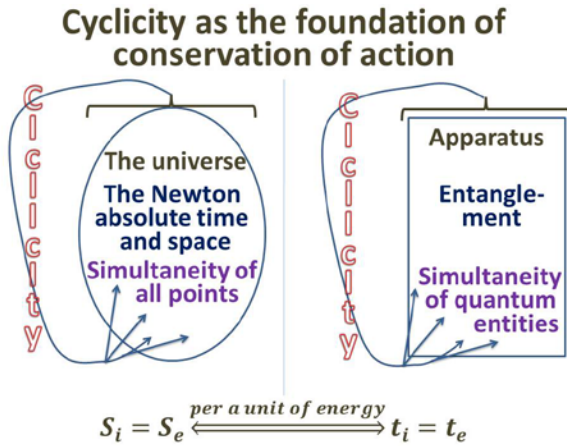 Cyclicity as the foundation of
conservation of action
Ciclicity
The universe
The Newton
absolute time
and space
Simultaneity of
all points
Ciclicity
Apparatus
Entangle-
ment
Simultaneity
of quantum
entities
per a unit of energy
S_i = S_e ⟺ t_i = t_e